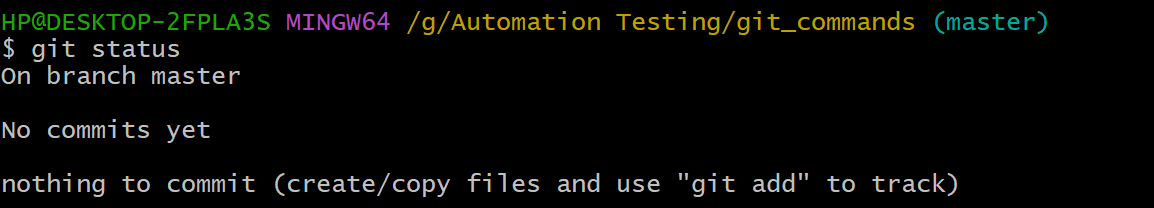 HP@DESKTOP-2FPLA3S MINGW64 /g/Automation Testing/git_commands (master)
$ git status
On branch master
No commits yet
nothing to commit (create/copy files and use "git add" to track)